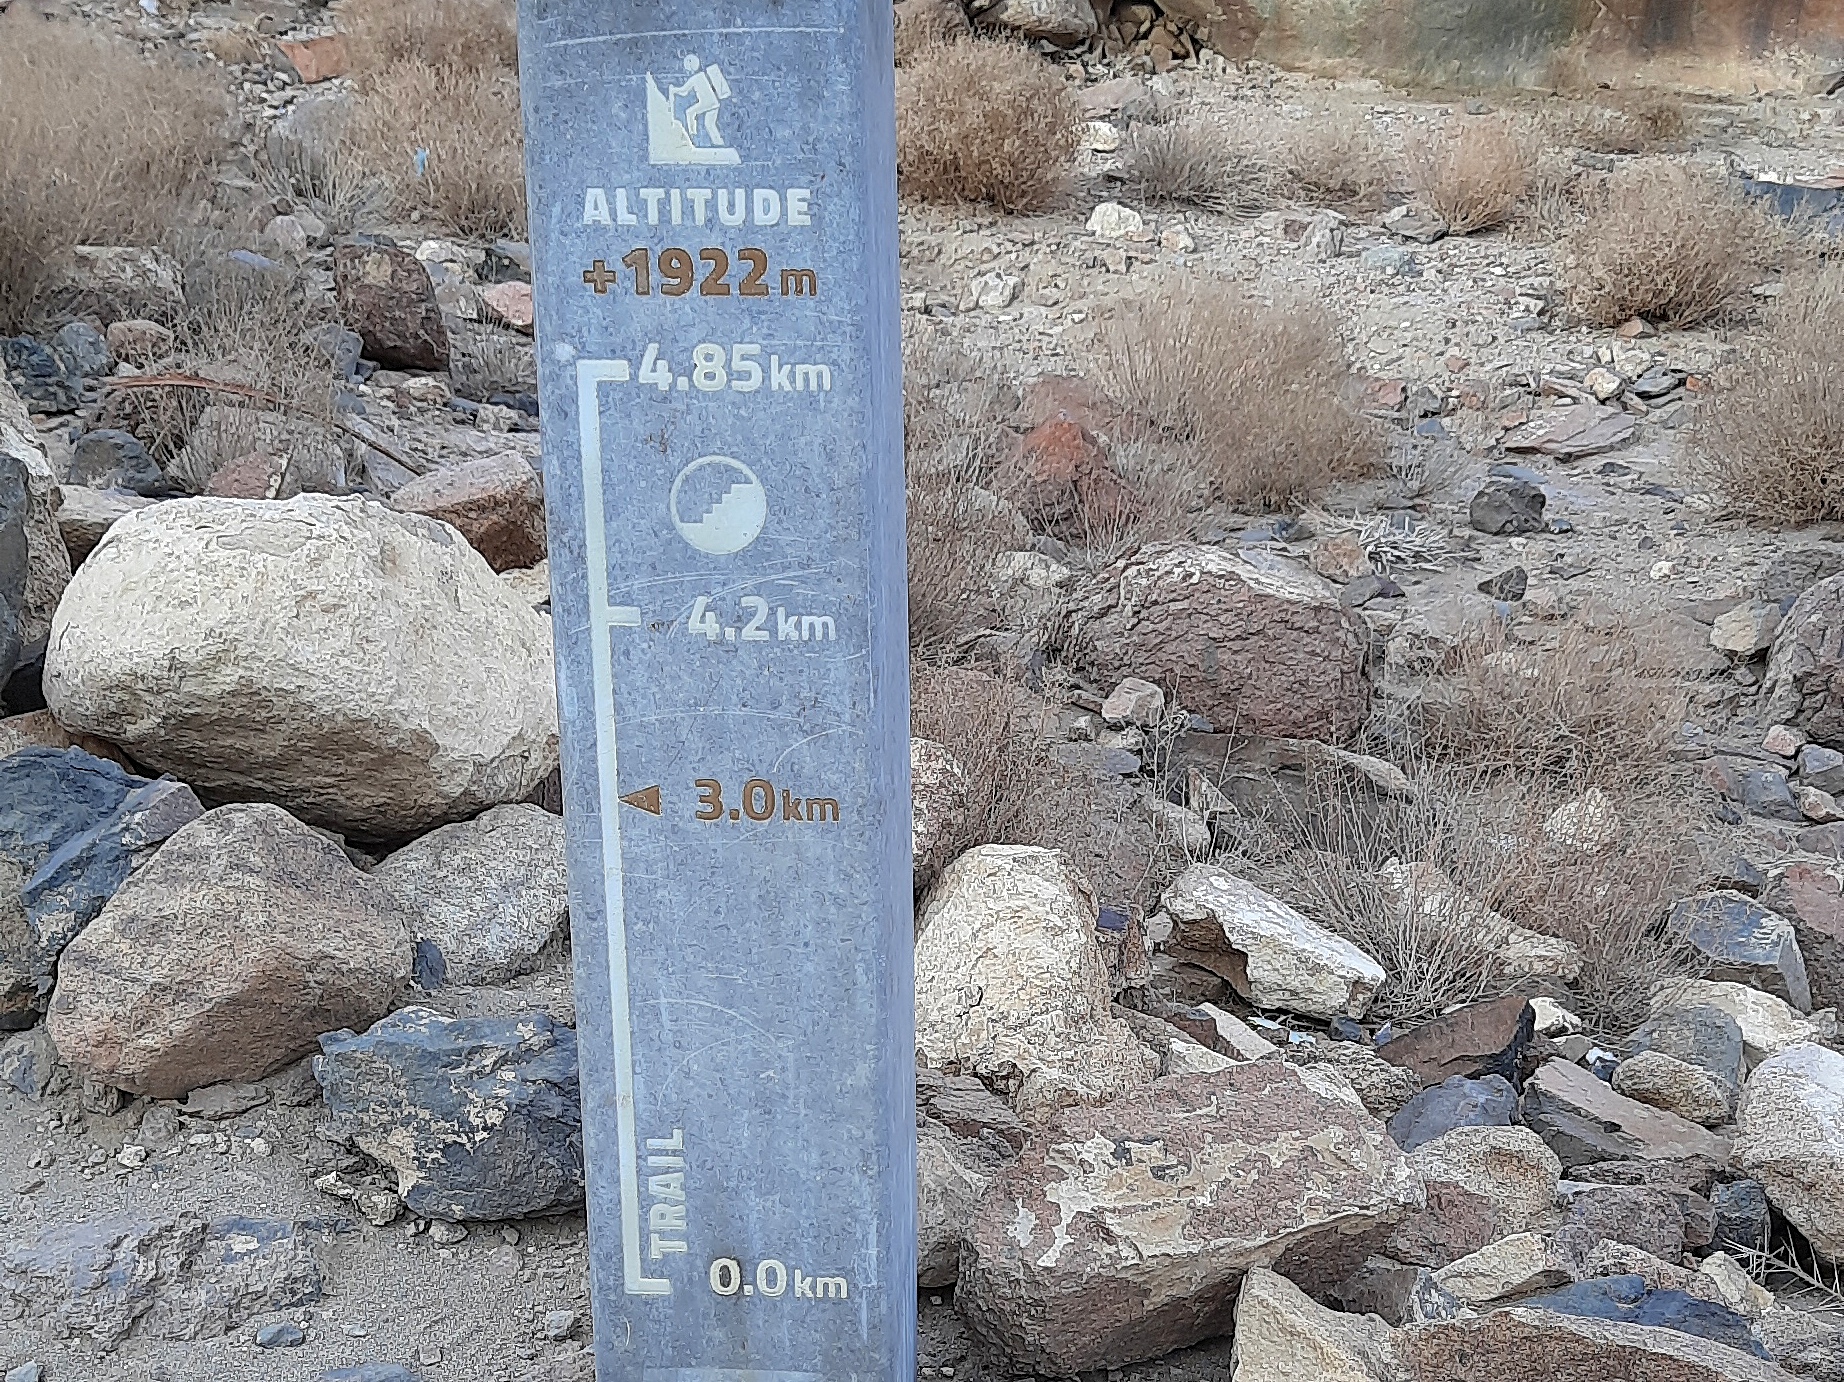 ALTITUDE
+1922m
4.85km
4.2km
3.0km
TRAIL
0.0km